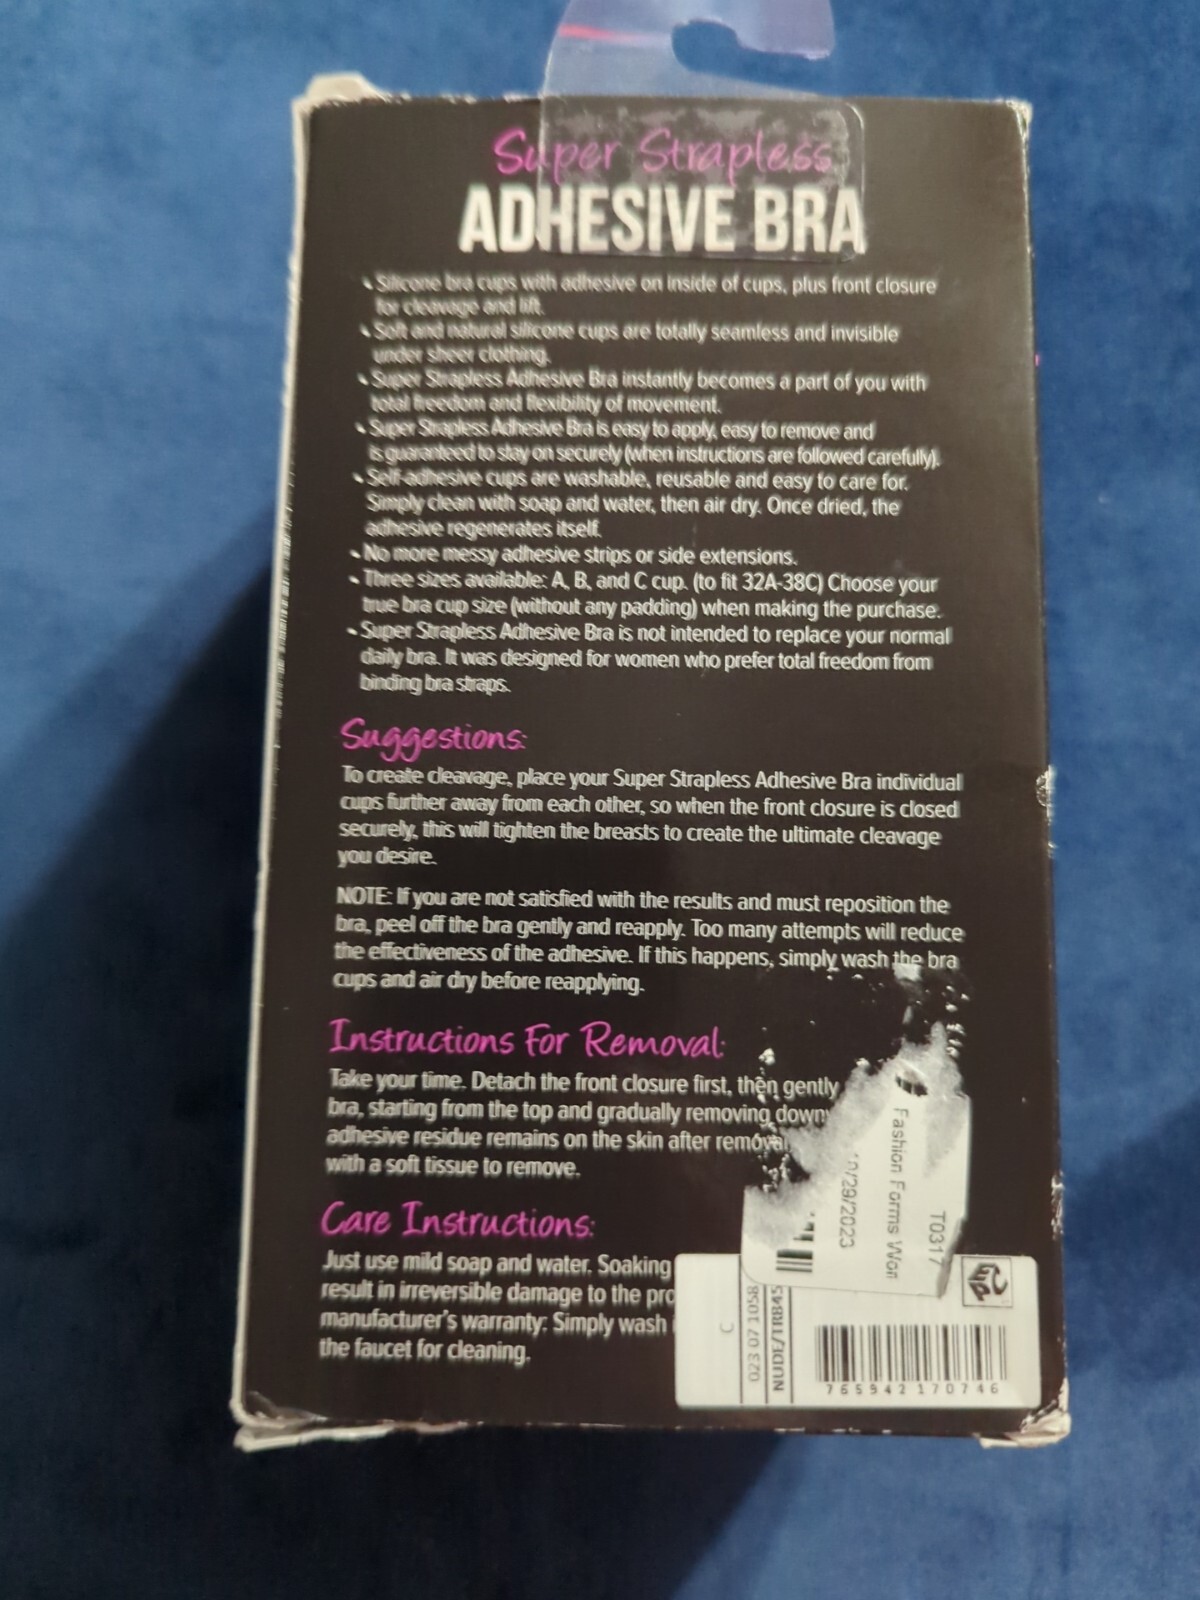 Super Strapless
ADHESIVE BRA
• Silicone bra cups with adhesive on inside of cups, plus front closure
for cleavage and lift.
• Soft and natural silicone cups are totally seamless and invisible
under sheer clothing.
• Super Strapless Adhesive Bra instantly becomes a part of you with
total freedom and flexibility of movement.
• Super Strapless Adhesive Bra is easy to apply, easy to remove and
is guaranteed to stay on securely (when instructions are followed carefully).
• Self-adhesive cups are washable, reusable and easy to care for.
Simply clean with soap and water, then air dry. Once dried, the
adhesive regenerates itself.
• No more messy adhesive strips or side extensions.
• Three sizes available: A, B, and C cup. (to fit 32A-38C) Choose your
true bra cup size (without any padding) when making the purchase.
• Super Strapless Adhesive Bra is not intended to replace your normal
daily bra. It was designed for women who prefer total freedom from
binding bra straps.
Suggestions:
To create cleavage, place your Super Strapless Adhesive Bra individual
cups further away from each other, so when the front closure is closed
securely, this will tighten the breasts to create the ultimate cleavage
you desire.
NOTE: If you are not satisfied with the results and must reposition the
bra, peel off the bra gently and reapply. Too many attempts will reduce
the effectiveness of the adhesive. If this happens, simply wash the bra
cups and air dry before reapplying.
Instructions For Removal:
Take your time. Detach the front closure first, then gently
bra, starting from the top and gradually removing down
adhesive residue remains on the skin after removal
with a soft tissue to remove.
Care Instructions:
Just use mild soap and water. Soaking
result in irreversible damage to the pro
manufacturer's warranty: Simply wash i
the faucet for cleaning.
T0317
Fashion Forms Wor
10/29/2023
C
023 07 1058
NUDE/TRB45
765942170746